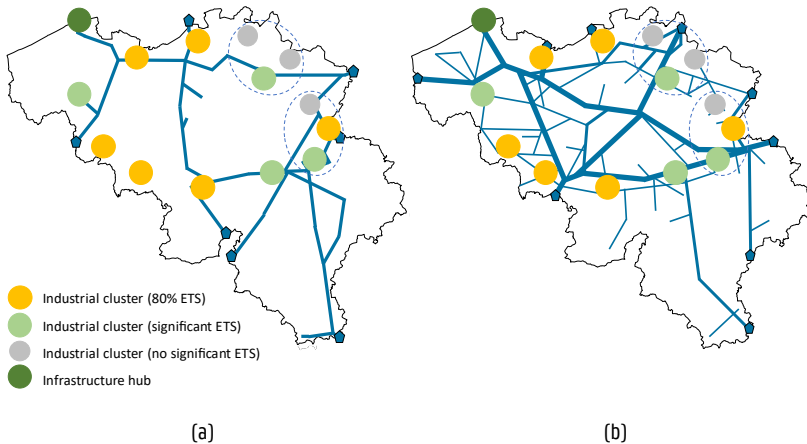 Industrial cluster (80% ETS)
Industrial cluster (significant ETS)
Industrial cluster (no significant ETS)
Infrastructure hub
(a)
(b)